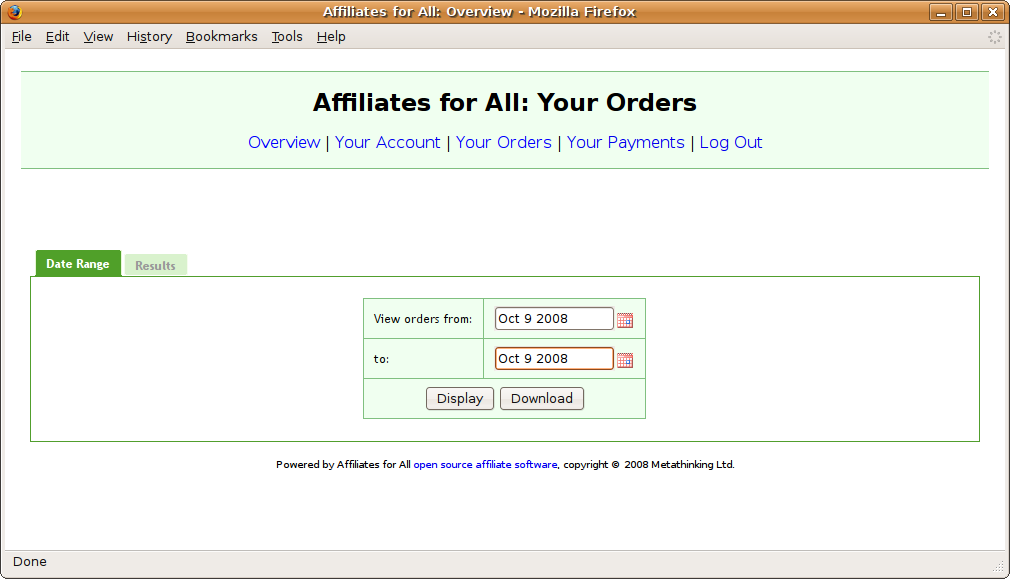 Affiliates for All: Overview - Mozilla Firefox
File Edit View History Bookmarks Tools Help
Affiliates for All: Your Orders
Overview | Your Account | Your Orders | Your Payments | Log Out
Date Range Results
View orders from: Oct 9 2008
to: Oct 9 2008
Display Download
Powered by Affiliates for All open source affiliate software, copyright © 2008 Metathinking Ltd.
Done